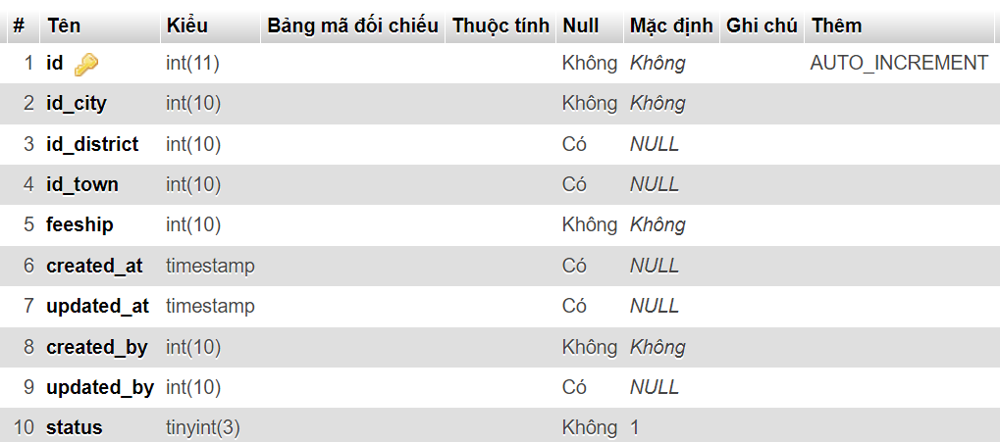 # Tên Kiểu Bảng mã đối chiếu Thuộc tính Null Mặc định Ghi chú Thêm
1 id int(11) Không Không AUTO_INCREMENT
2 id_city int(10) Không Không
3 id_district int(10) Có NULL
4 id_town int(10) Có NULL
5 feeship int(10) Không Không
6 created_at timestamp Có NULL
7 updated_at timestamp Có NULL
8 created_by int(10) Không Không
9 updated_by int(10) Có NULL
10 status tinyint(3) Không 1